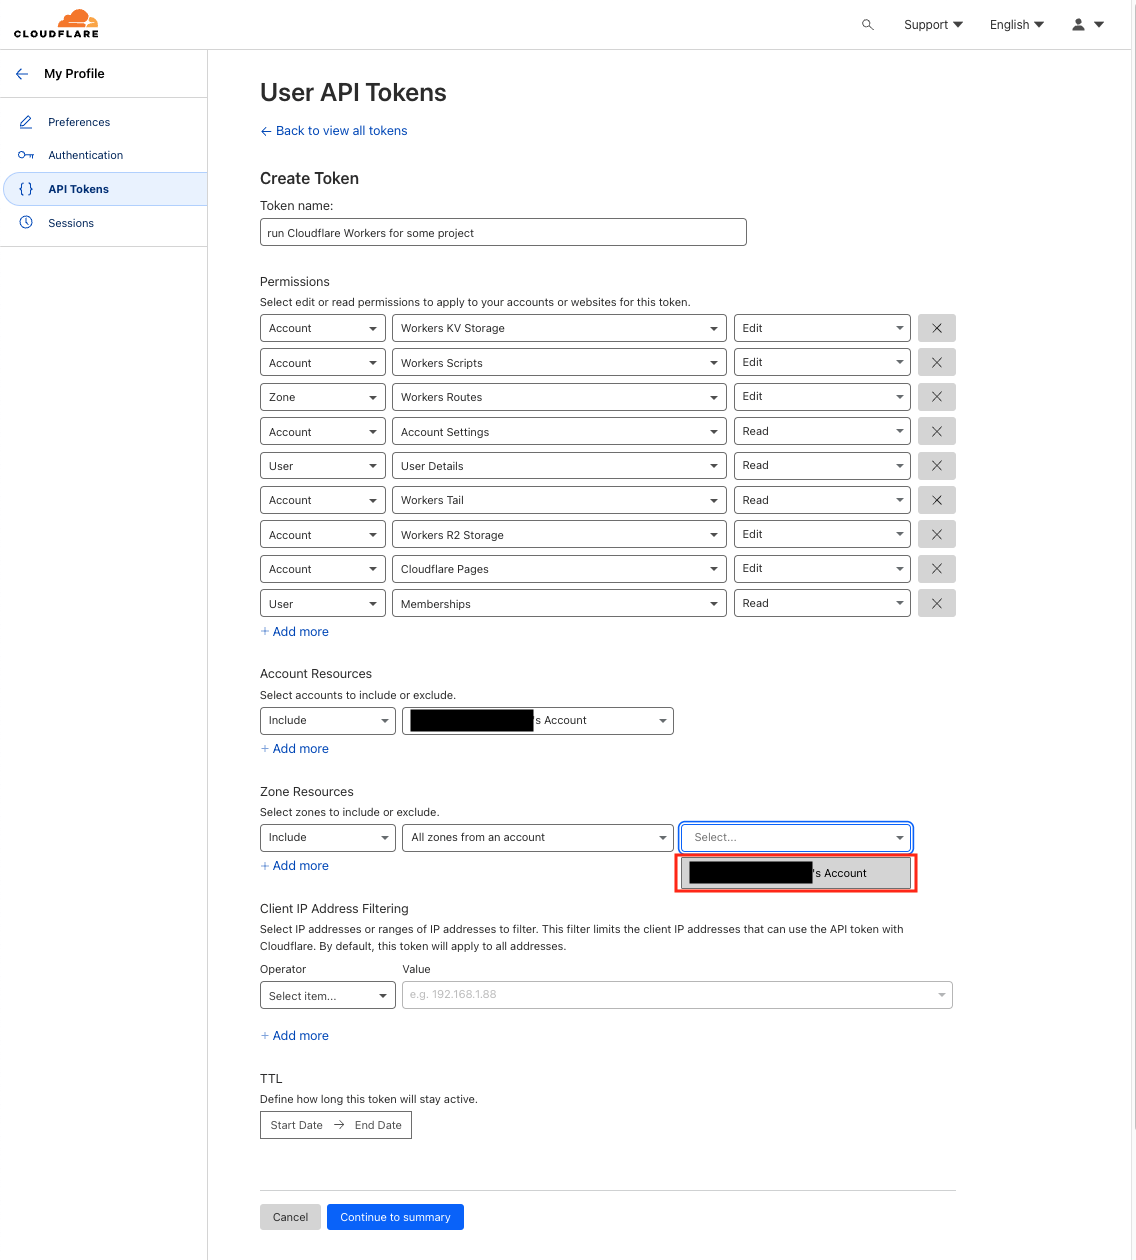 CLOUDFLARE
Support
English
My Profile
Preferences
Authentication
{ } API Tokens
Sessions
User API Tokens
← Back to view all tokens
Create Token
Token name:
run Cloudflare Workers for some project
Permissions
Select edit or read permissions to apply to your accounts or websites for this token.
Account Workers KV Storage Edit
Account Workers Scripts Edit
Zone Workers Routes Edit
Account Account Settings Read
User User Details Read
Account Workers Tail Read
Account Workers R2 Storage Edit
Account Cloudflare Pages Edit
User Memberships Read
+ Add more
Account Resources
Select accounts to include or exclude.
Include 's Account
+ Add more
Zone Resources
Select zones to include or exclude.
Include All zones from an account Select...
's Account
+ Add more
Client IP Address Filtering
Select IP addresses or ranges of IP addresses to filter. This filter limits the client IP addresses that can use the API token with
Cloudflare. By default, this token will apply to all addresses.
Operator Value
Select item... e.g. 192.168.1.88
+ Add more
TTL
Define how long this token will stay active.
Start Date → End Date
Cancel Continue to summary